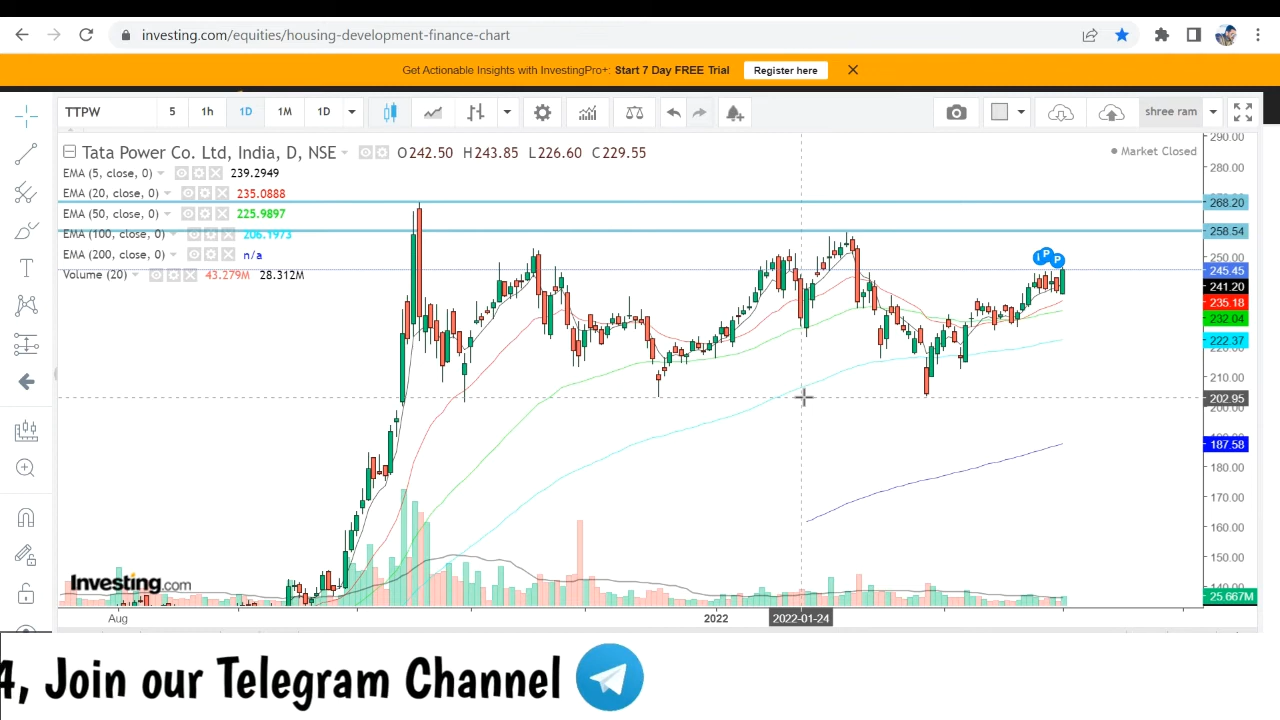 investing.com/equities/housing-development-finance-chart
Get Actionable Insights with InvestingPro+: Start 7 Day FREE Trial Register here
TTPW 5 1h 1D 1M 1D shree ram
Tata Power Co. Ltd, India, D, NSE O242.50 H243.85 L226.60 C229.55
Market Closed
EMA (5, close, 0) 239.2949
EMA (20, close, 0) 235.0888
EMA (50, close, 0) 225.9897
EMA (100, close, 0) 206.1973
EMA (200, close, 0) n/a
Volume (20) 43.279M 28.312M
290.00
280.00
268.20
258.54
250.00
245.45
241.20
235.18
232.04
222.37
220.00
210.00
202.95
200.00
187.58
180.00
170.00
160.00
150.00
140.00
25.667M
P P
Investing.com
Aug 2022 2022-01-24
4, Join our Telegram Channel